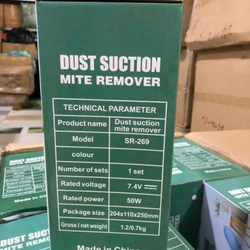 DUST SUCTION
MITE REMOVER
TECHNICAL PARAMETER
Product name Dust suction
mite remover
Model SR-269
colour
Number of sets 1 set
Rated voltage 7.4V⎓
Rated power 50W
Package size 204x110x250mm
Gross I net weight 1.2/0.7kg
Made in China